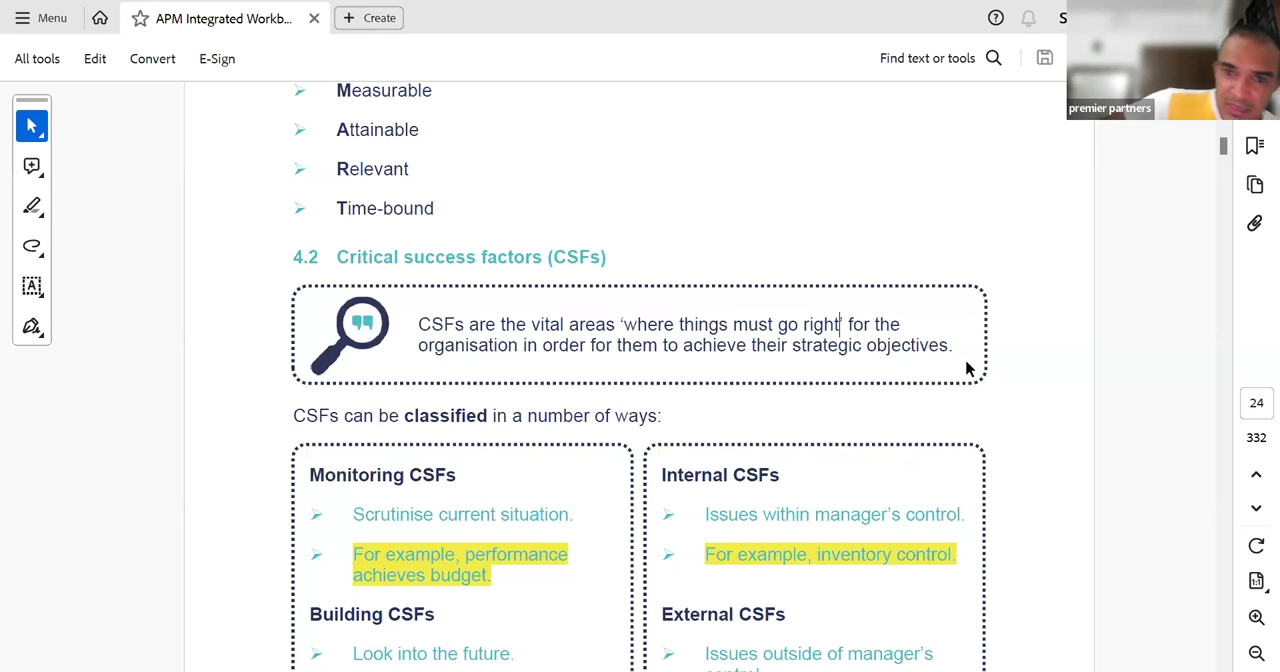 Menu
APM Integrated Workb...
Create
All tools
Edit
Convert
E-Sign
Find text or tools
S
premier partners
Measurable
Attainable
Relevant
Time-bound
4.2 Critical success factors (CSFs)
CSFs are the vital areas ‘where things must go right’ for the
organisation in order for them to achieve their strategic objectives.
CSFs can be classified in a number of ways:
Monitoring CSFs
Scrutinise current situation.
For example, performance
achieves budget.
Building CSFs
Look into the future.
Internal CSFs
Issues within manager’s control.
For example, inventory control.
External CSFs
Issues outside of manager’s
24
332